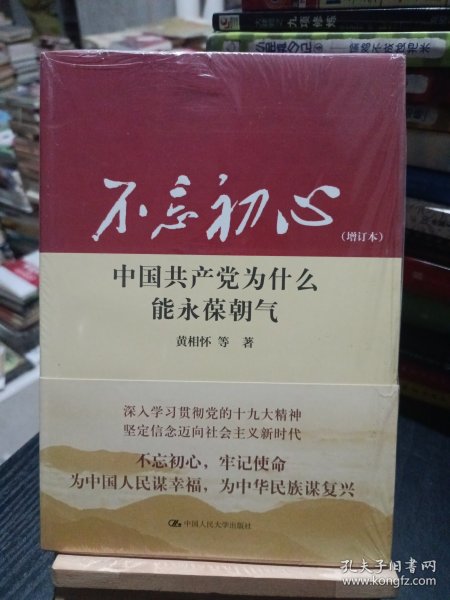 九项修炼
不忘初心
（增订本）
中国共产党为什么
能永葆朝气
黄相怀 等 著
深入学习贯彻党的十九大精神
坚定信念迈向社会主义新时代
不忘初心，牢记使命
为中国人民谋幸福，为中华民族谋复兴
中国人民大学出版社
孔夫子旧书网
www.kongfz.com